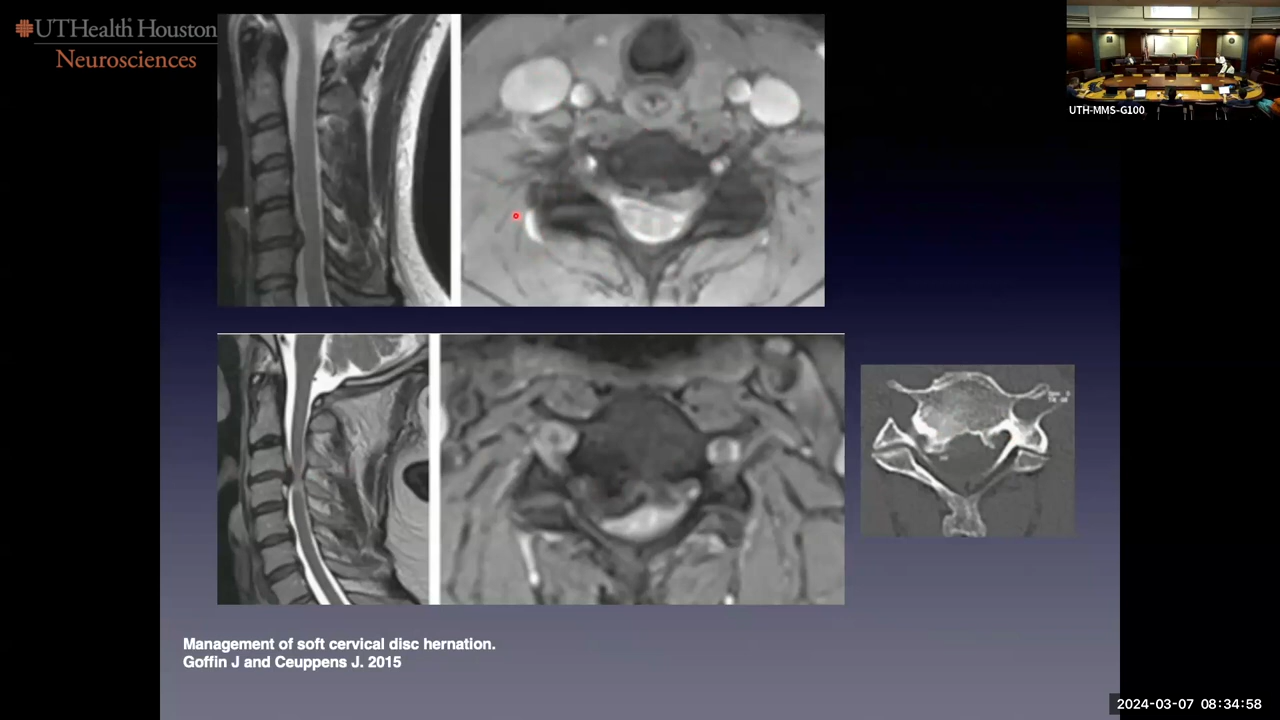 UTHealth Houston
Neurosciences
UTH-MMS-G100
Management of soft cervical disc hernation.
Goffin J and Ceuppens J. 2015
2024-03-07 08:34:58